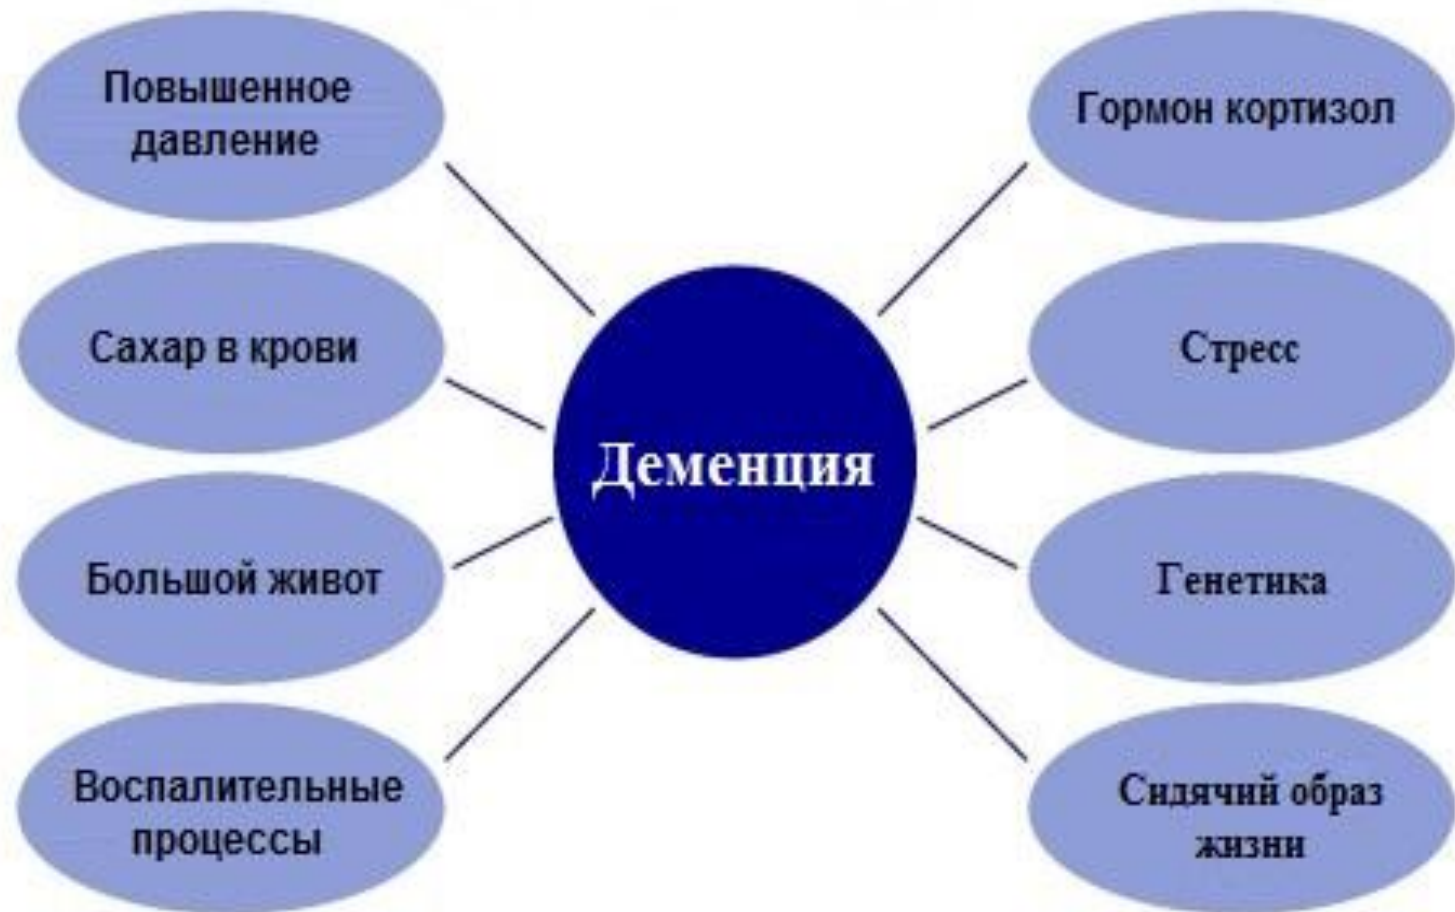 Повышенное
давление
Сахар в крови
Большой живот
Воспалительные
процессы
Деменция
Гормон кортизол
Стресс
Генетика
Сидячий образ
жизни